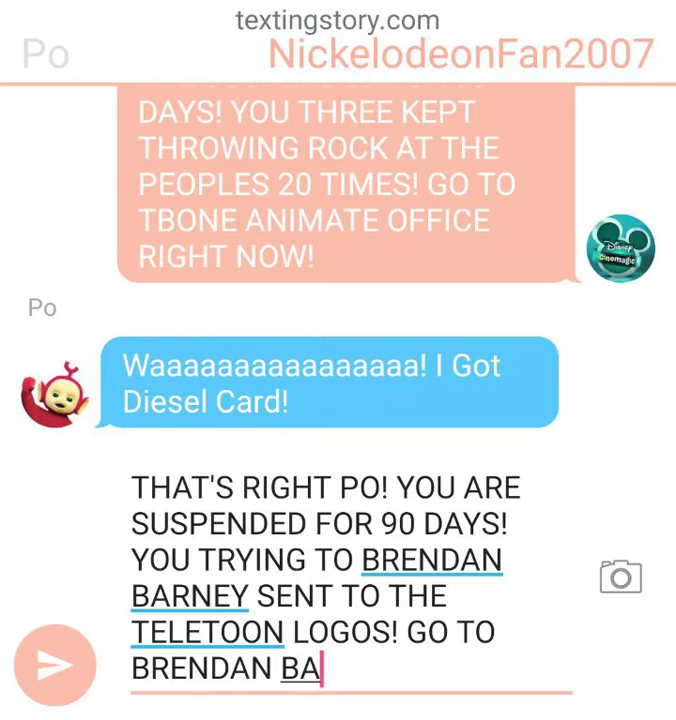 textingstory.com
Po
NickelodeonFan2007
DAYS! YOU THREE KEPT
THROWING ROCK AT THE
PEOPLES 20 TIMES! GO TO
TBONE ANIMATE OFFICE
RIGHT NOW!
Disney
Cinemagic
Po
Waaaaaaaaaaaaaaaa! I Got
Diesel Card!
THAT'S RIGHT PO! YOU ARE
SUSPENDED FOR 90 DAYS!
YOU TRYING TO BRENDAN
BARNEY SENT TO THE
TELETOON LOGOS! GO TO
BRENDAN BA